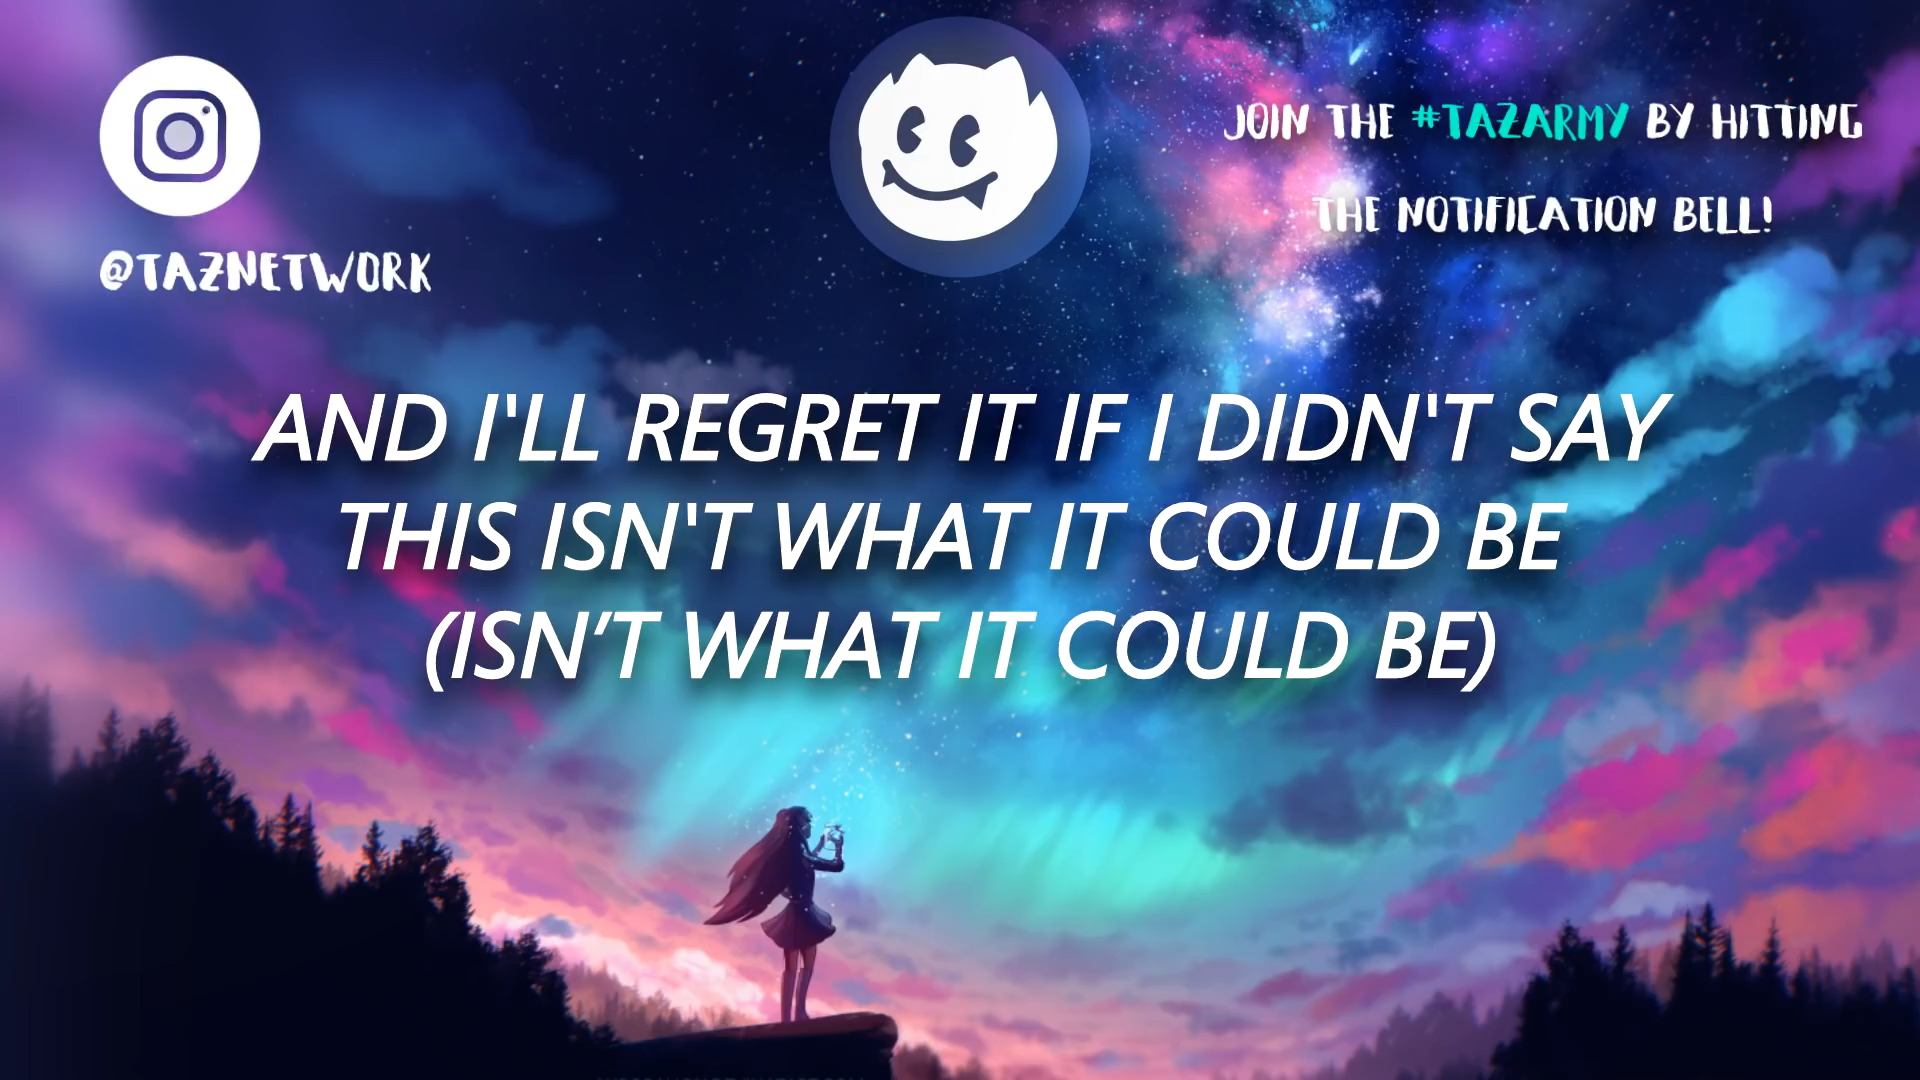 @TAZNETWORK
JOIN THE #TAZARMY BY HITTING
THE NOTIFICATION BELL!
AND I'LL REGRET IT IF I DIDN'T SAY
THIS ISN'T WHAT IT COULD BE
(ISN’T WHAT IT COULD BE)